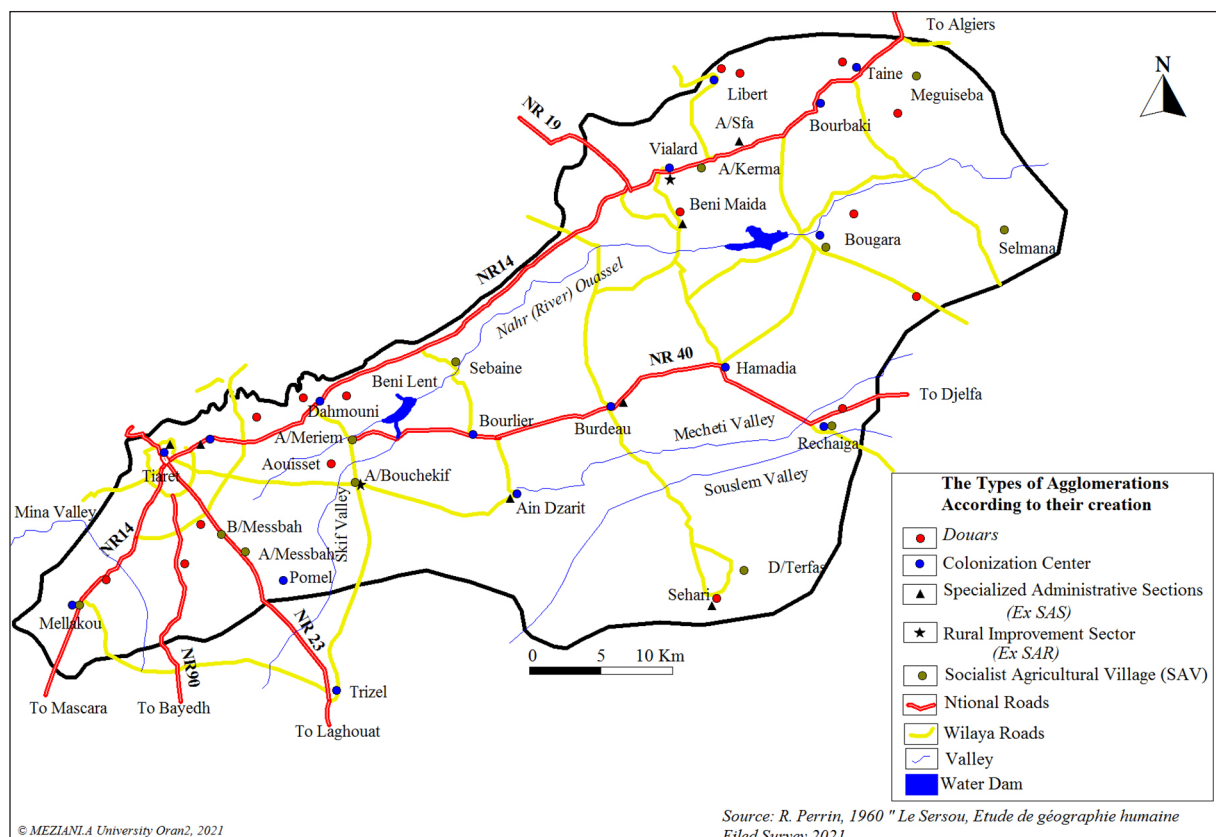 To Algiers
N
Taine
Meguiseba
Libert
NR 19
A/Sfa
Bourbaki
Vialard
A/Kerma
Beni Maida
Bougara
Selmana
NR14
Nahr (River) Ouassel
Sebaine
NR 40
Hamadia
Beni Lent
To Djelfa
Dahmouni
Bourlier
Burdeau
Mecheti Valley
A/Meriem
Rechaiga
Aouisset
Tiaret
A/Bouchekif
Souslem Valley
Ain Dzarit
Mina Valley
Skif Valley
B/Messbah
NR14
A/Messbah
Pomel
D/Terfas
Sehari
Mellakou
NR 23
NR90
0 5 10 Km
Trizel
To Mascara
To Bayedh
To Laghouat
The Types of Agglomerations
According to their creation
Douars
Colonization Center
Specialized Administrative Sections
(Ex SAS)
Rural Improvement Sector
(Ex SAR)
Socialist Agricultural Village (SAV)
Ntional Roads
Wilaya Roads
Valley
Water Dam
© MEZIANI.A University Oran2, 2021
Source: R. Perrin, 1960 " Le Sersou, Etude de géographie humaine
Filed Survey 2021